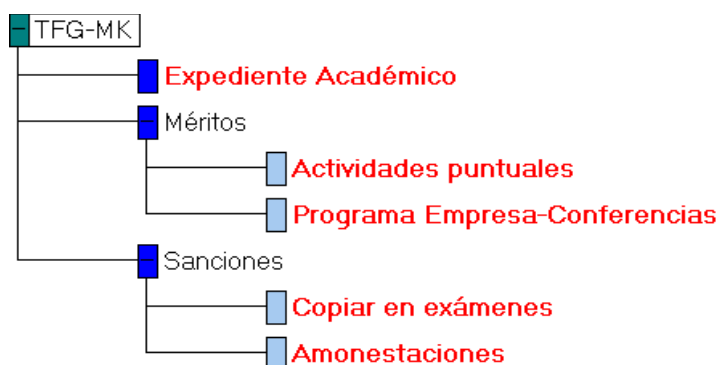 TFG-MK
Expediente Académico
Méritos
Actividades puntuales
Programa Empresa-Conferencias
Sanciones
Copiar en exámenes
Amonestaciones